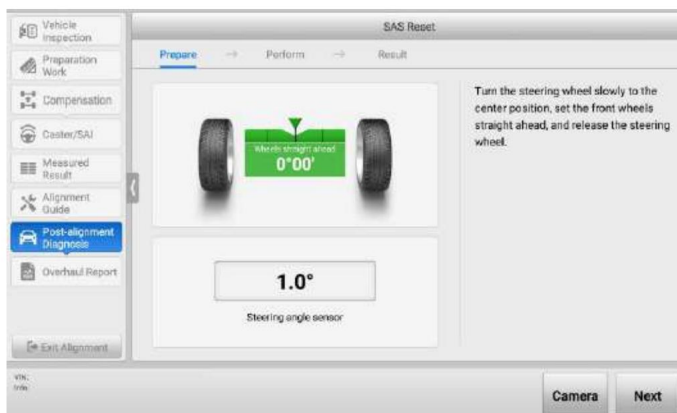 SAS Reset
Vehicle
Inspection
Preparation
Work
Compensation
Caster/SAI
Measured
Result
Alignment
Guide
Post-alignment
Diagnosis
Overhaul Report
Exit Alignment
Prepare → Perform → Result
Wheels straight ahead
0°00'
1.0°
Steering angle sensor
Turn the steering wheel slowly to the
center position, set the front wheels
straight ahead, and release the steering
wheel.
VIN:
Info:
Camera
Next